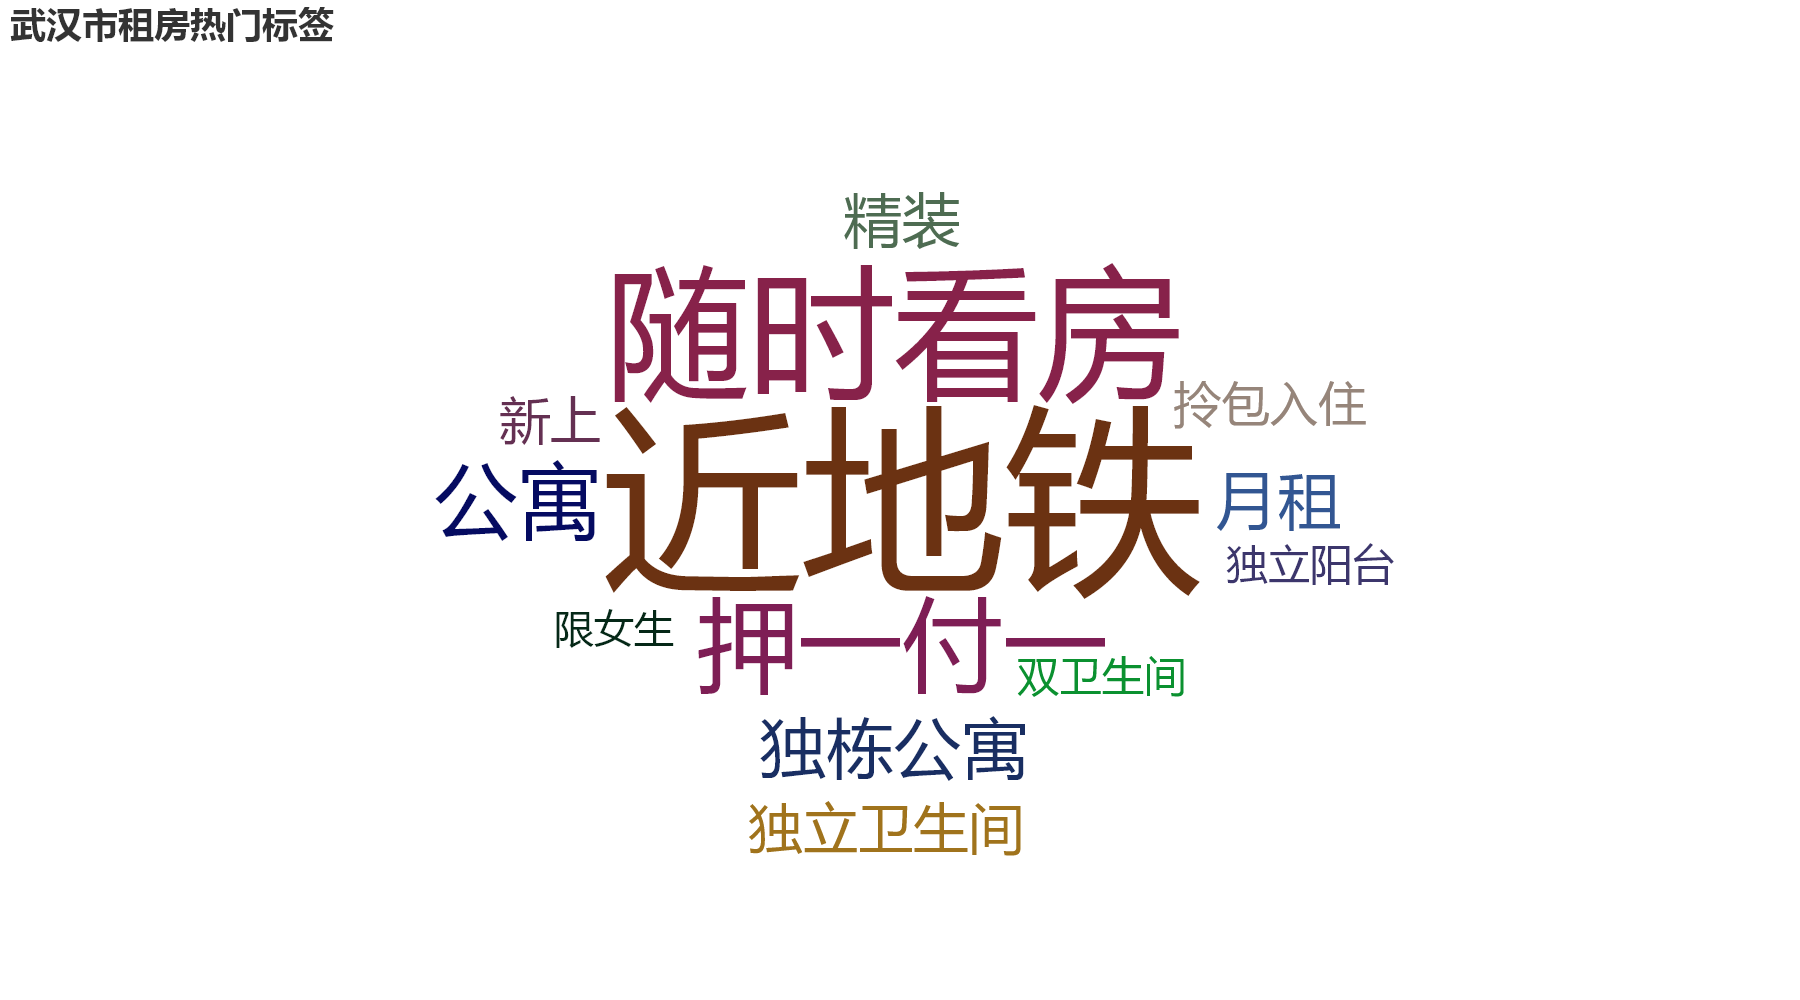 武汉市租房热门标签
精装
随时看房
拎包入住
新上
近地铁
公寓
月租
独立阳台
限女生
押一付一
双卫生间
独栋公寓
独立卫生间